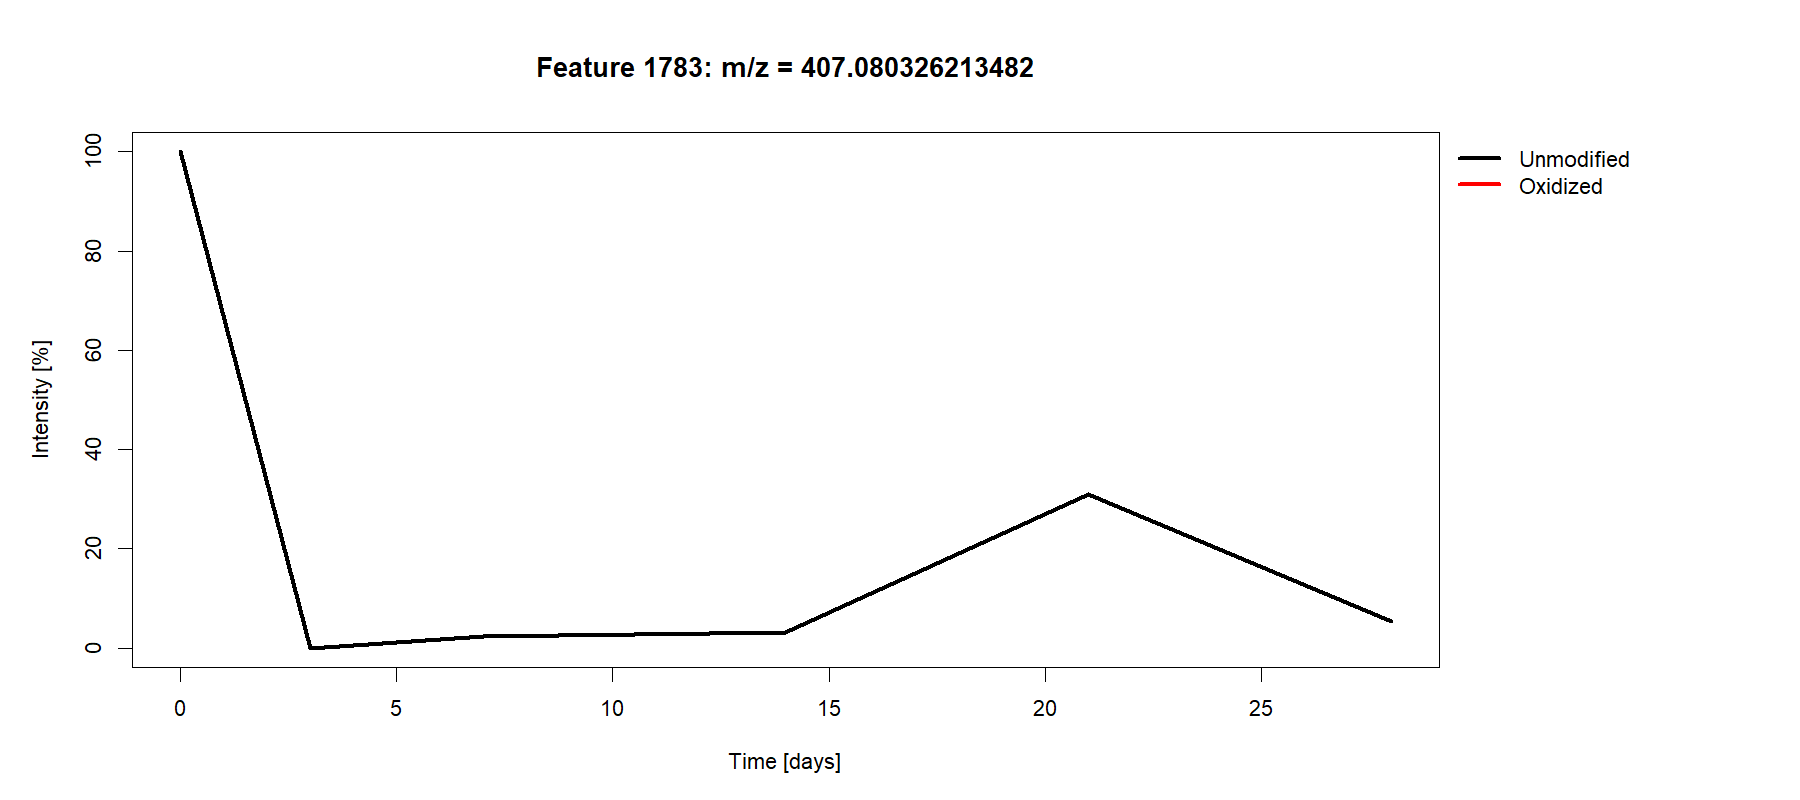 Feature 1783: m/z = 407.080326213482
Unmodified
Oxidized
Intensity [%]
100
80
60
40
20
0
0 5 10 15 20 25
Time [days]